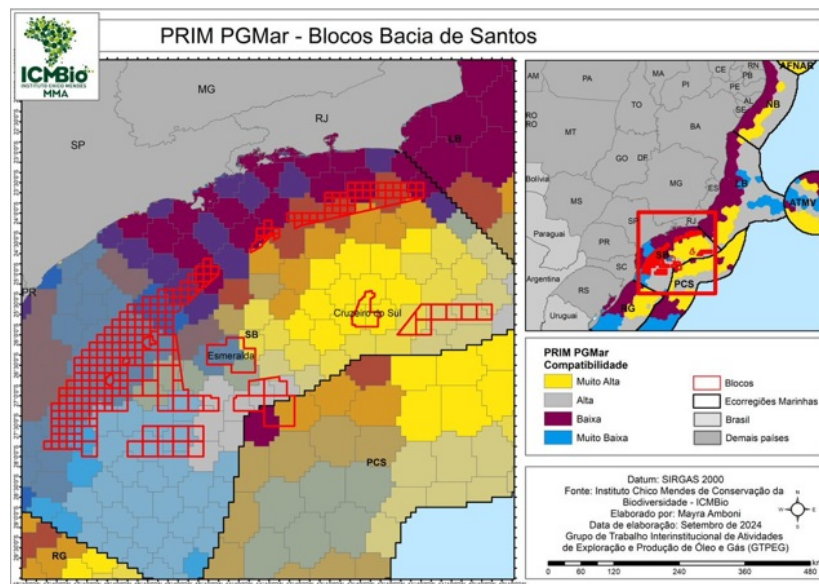 PRIM PGMar - Blocos Bacia de Santos
ICMBio
INSTITUTO CHICO MENDES
MMA
MG
RJ
SP
LB
PR
Cruzeiro do Sul
SB
Esmeralda
PCS
RG
AFNAR
RN
CE
PB
MA
PA
AM
PI
PE
AL
SE
NB
TO
RO
RO
BA
MT
GO
DF
Bolívia
MG
ES
ATMV
MS
SP
RJ
Paraguai
PR
SB
SC
PCS
Argentina
RS
RG
Uruguai
PRIM PGMar
Compatibilidade
Muito Alta
Alta
Baixa
Muito Baixa
Blocos
Ecorregiões Marinhas
Brasil
Demais países
Datum: SIRGAS 2000
Fonte: Instituto Chico Mendes de Conservação da
Biodiversidade - ICMBio
Elaborado por: Mayra Amboni
Data de elaboração: Setembro de 2024
Grupo de Trabalho Interinstitucional de Atividades
de Exploração e Produção de Óleo e Gás (GTPEG)
N
W E
S
0 60 120 240 360 480
km